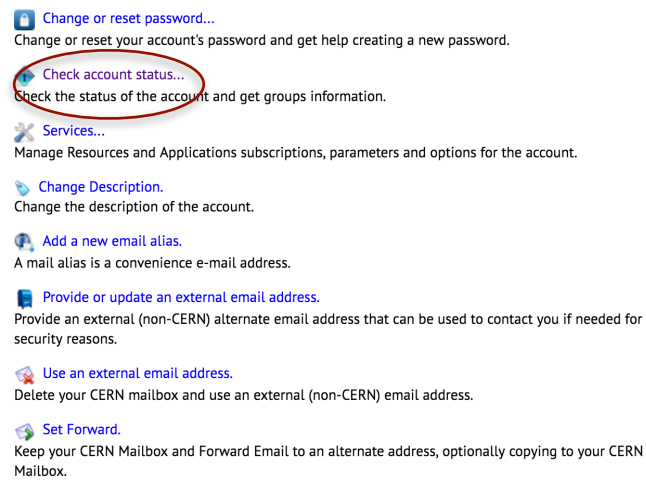 Change or reset password...
Change or reset your account's password and get help creating a new password.
Check account status...
Check the status of the account and get groups information.
Services...
Manage Resources and Applications subscriptions, parameters and options for the account.
Change Description.
Change the description of the account.
Add a new email alias.
A mail alias is a convenience e-mail address.
Provide or update an external email address.
Provide an external (non-CERN) alternate email address that can be used to contact you if needed for
security reasons.
Use an external email address.
Delete your CERN mailbox and use an external (non-CERN) email address.
Set Forward.
Keep your CERN Mailbox and Forward Email to an alternate address, optionally copying to your CERN
Mailbox.